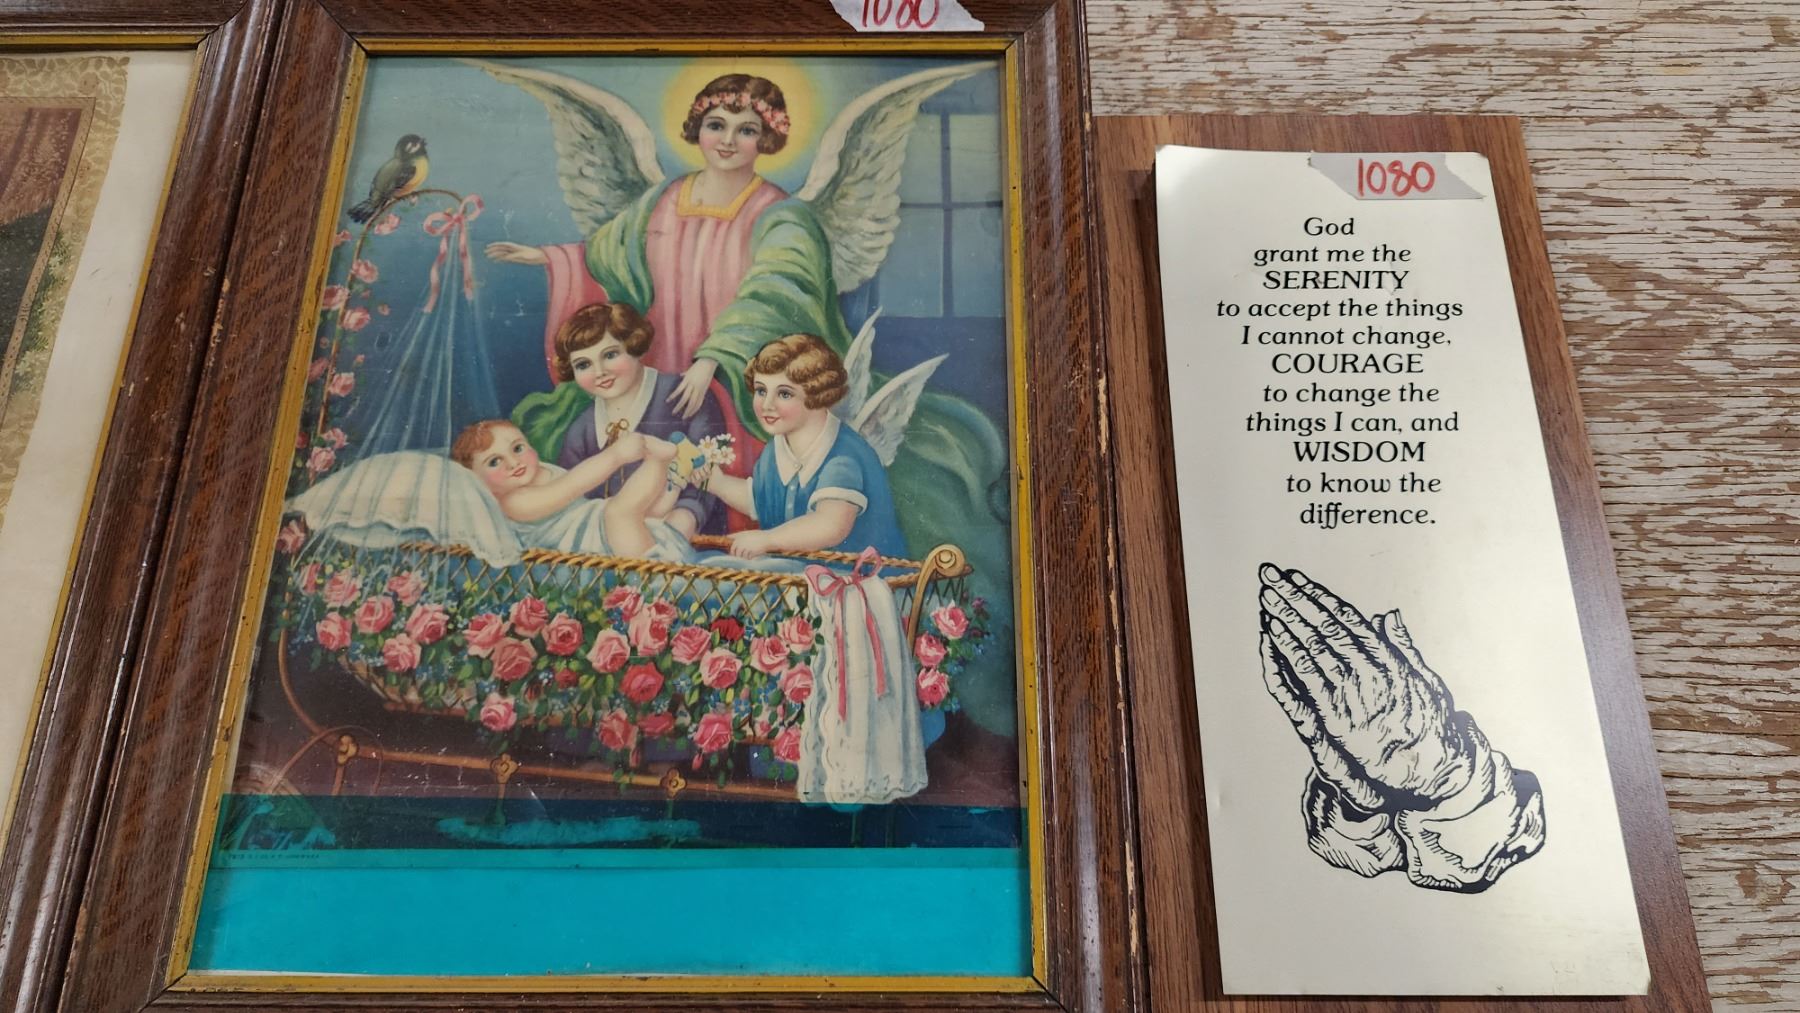 1080
1080
God
grant me the
SERENITY
to accept the things
I cannot change,
COURAGE
to change the
things I can, and
WISDOM
to know the
difference.